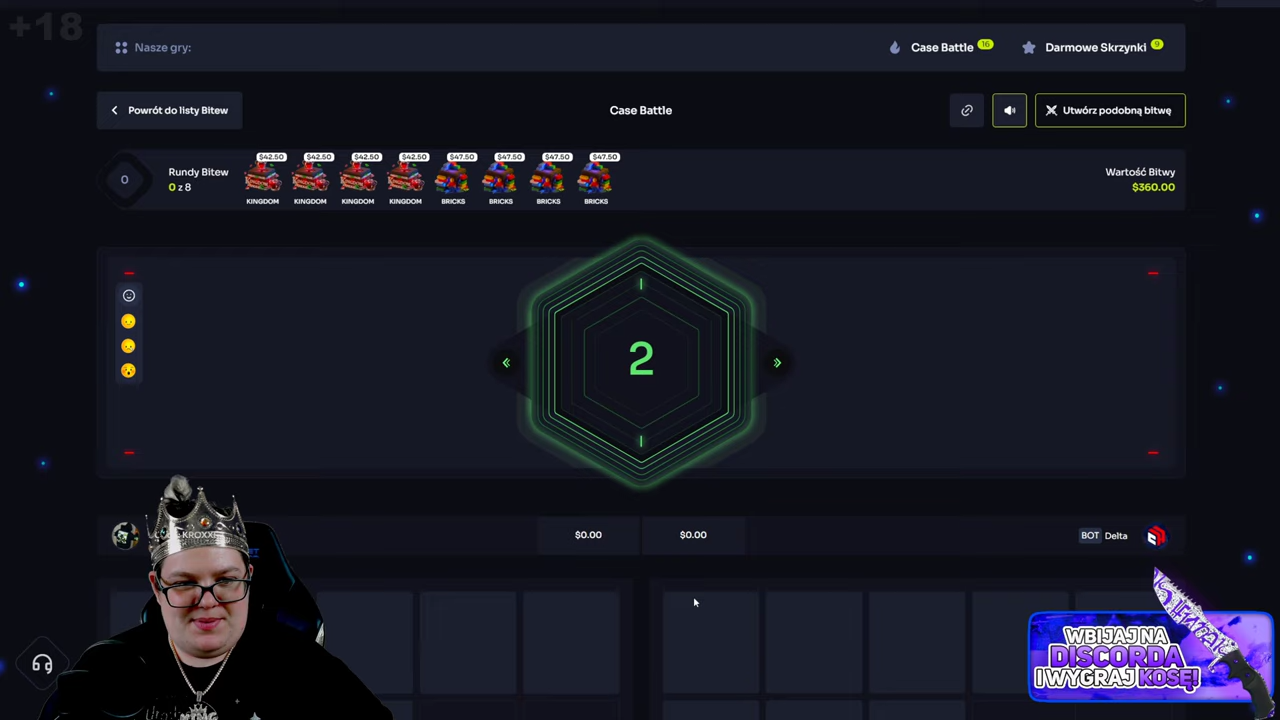 +18
Nasze gry:
Case Battle 16
Darmowe Skrzynki 9
Powrót do listy Bitew
Case Battle
Utwórz podobną bitwę
0
Rundy Bitew
0 z 8
$42.50 $42.50 $42.50 $42.50 $47.50 $47.50 $47.50 $47.50
KINGDOM KINGDOM KINGDOM KINGDOM BRICKS BRICKS BRICKS BRICKS
Wartość Bitwy
$360.00
2
$0.00
$0.00
BOT Delta
WBIJAJ NA
DISCORDA
I WYGRAJ KOSĘ!